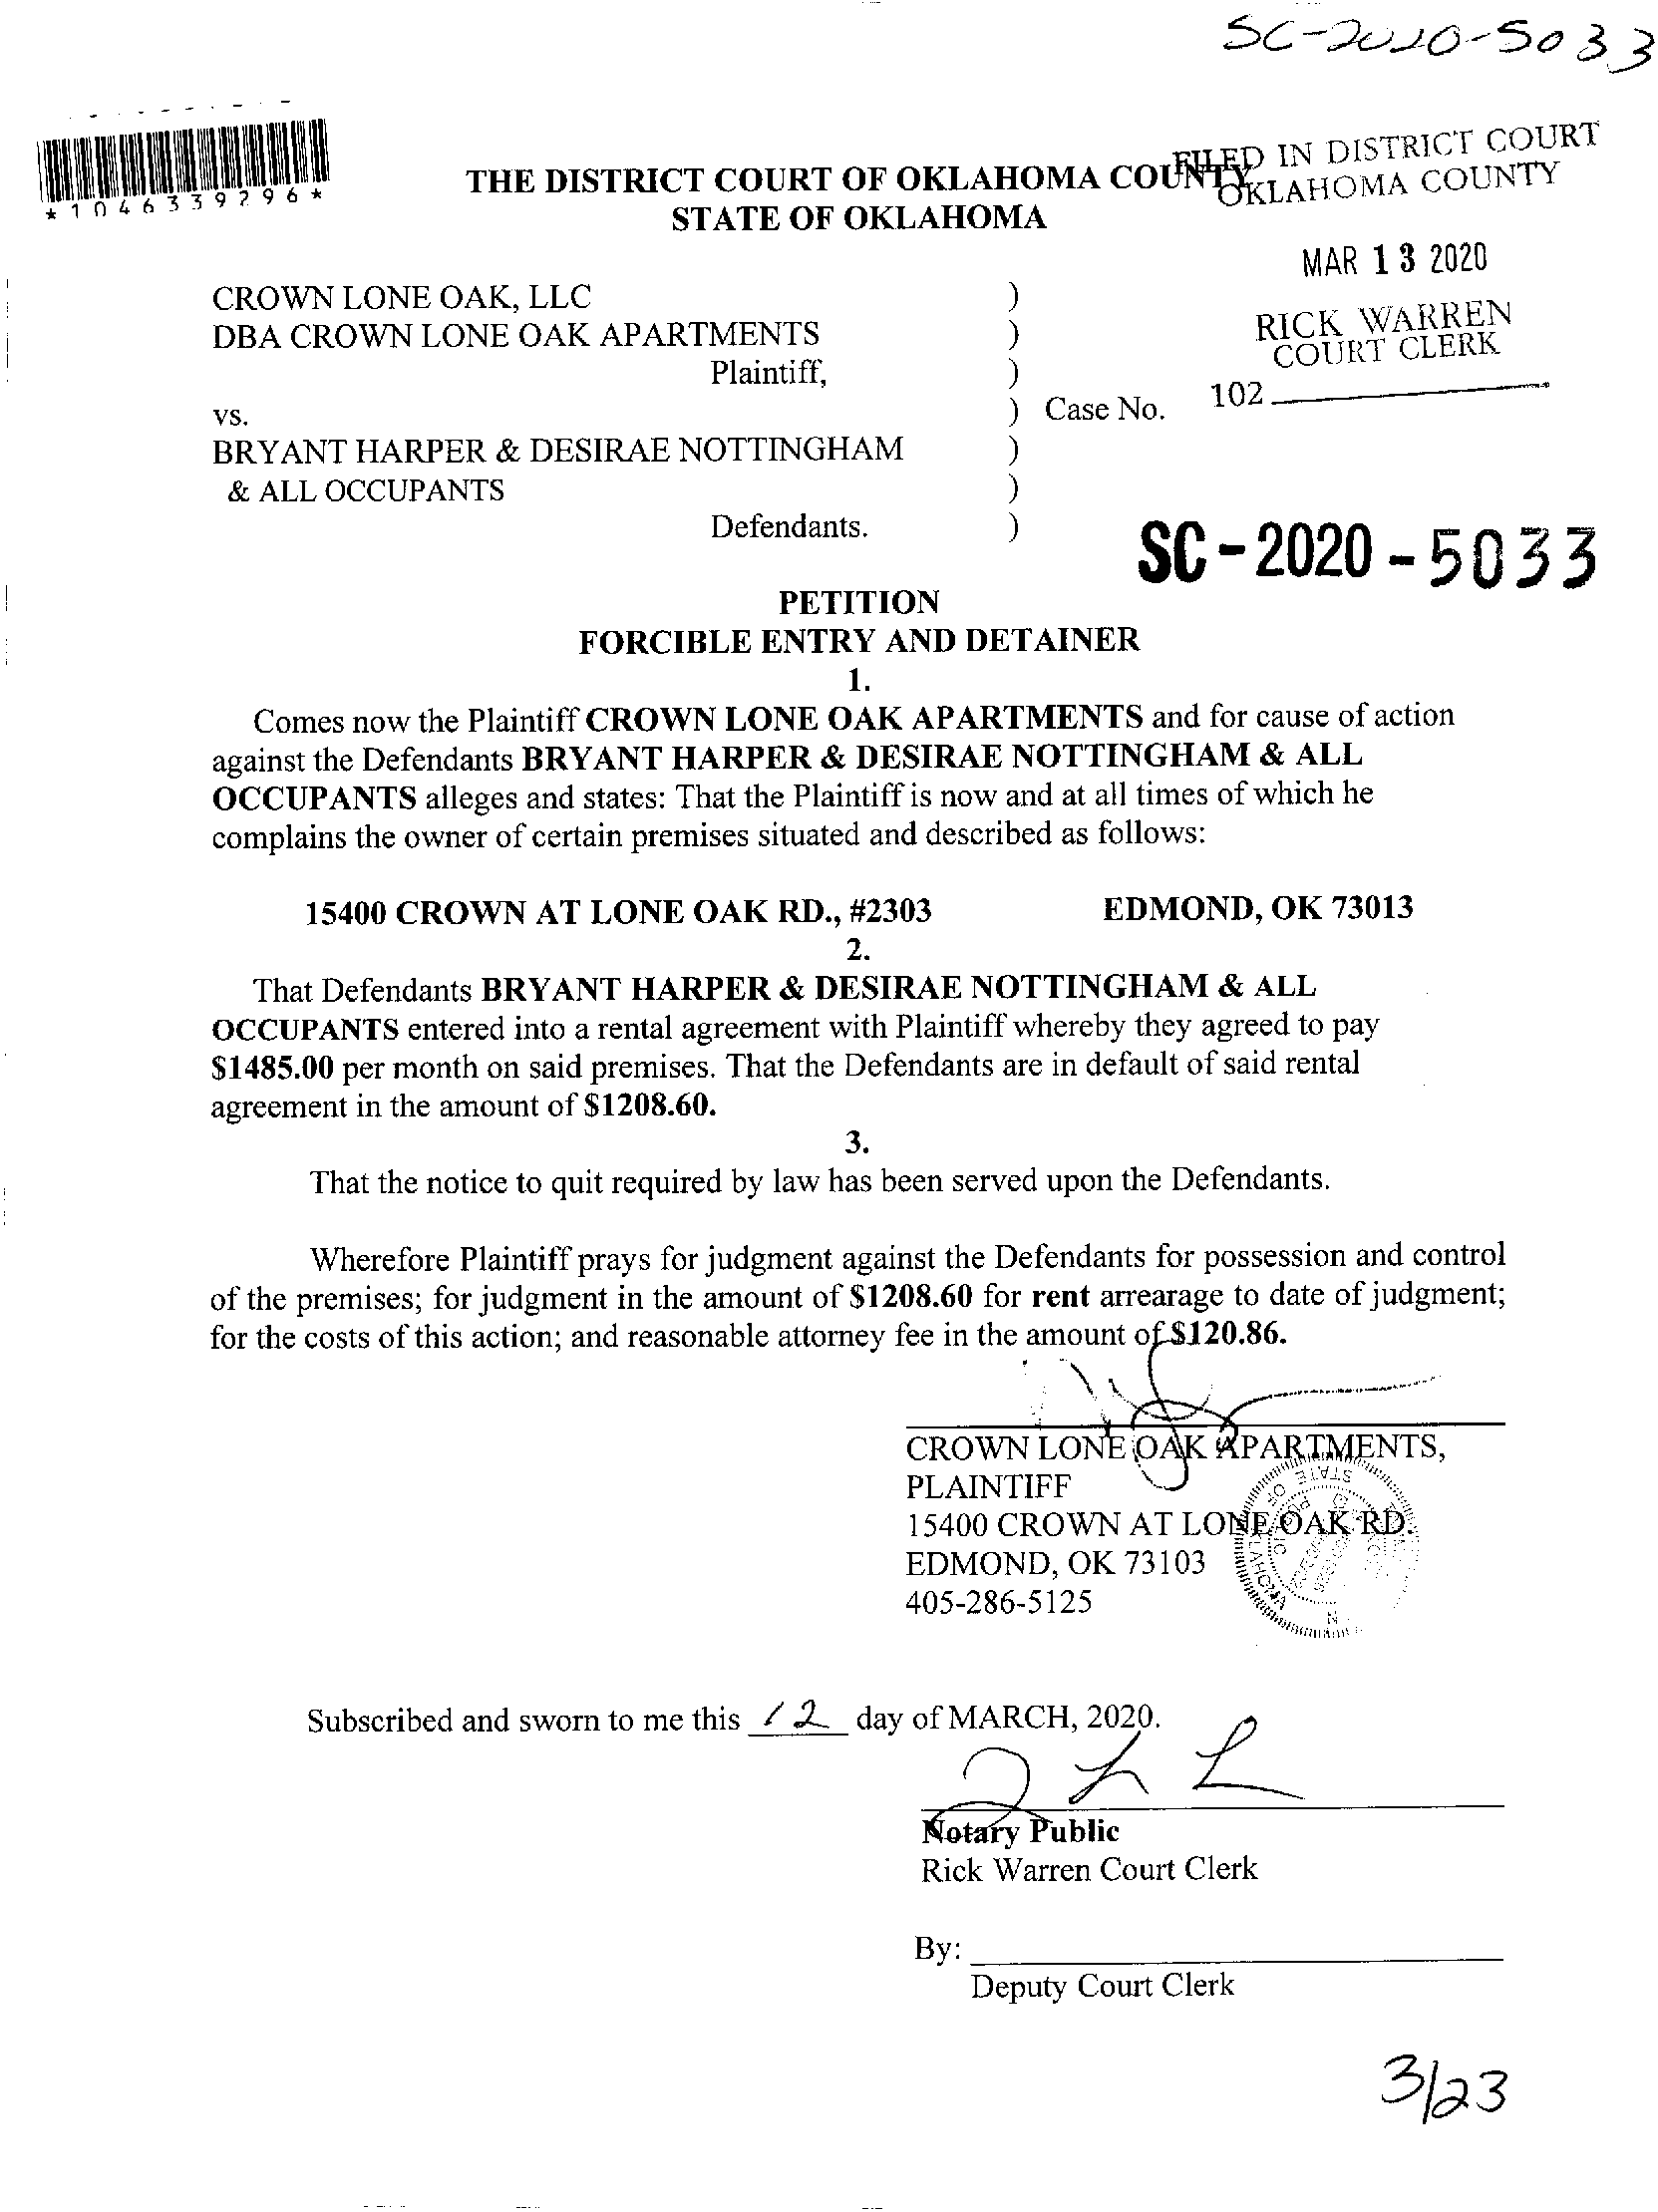 SC-2020-5033
*1046339296*
THE DISTRICT COURT OF OKLAHOMA COUNTY
STATE OF OKLAHOMA
FILED IN DISTRICT COURT
OKLAHOMA COUNTY
MAR 13 2020
RICK WARREN
COURT CLERK
102
CROWN LONE OAK, LLC )
DBA CROWN LONE OAK APARTMENTS )
Plaintiff, )
vs. ) Case No.
BRYANT HARPER & DESIRAE NOTTINGHAM )
& ALL OCCUPANTS )
Defendants. )
SC-2020-5033
PETITION
FORCIBLE ENTRY AND DETAINER
1.
Comes now the Plaintiff CROWN LONE OAK APARTMENTS and for cause of action
against the Defendants BRYANT HARPER & DESIRAE NOTTINGHAM & ALL
OCCUPANTS alleges and states: That the Plaintiff is now and at all times of which he
complains the owner of certain premises situated and described as follows:
15400 CROWN AT LONE OAK RD., #2303 EDMOND, OK 73013
2.
That Defendants BRYANT HARPER & DESIRAE NOTTINGHAM & ALL
OCCUPANTS entered into a rental agreement with Plaintiff whereby they agreed to pay
$1485.00 per month on said premises. That the Defendants are in default of said rental
agreement in the amount of $1208.60.
3.
That the notice to quit required by law has been served upon the Defendants.
Wherefore Plaintiff prays for judgment against the Defendants for possession and control
of the premises; for judgment in the amount of $1208.60 for rent arrearage to date of judgment;
for the costs of this action; and reasonable attorney fee in the amount of $120.86.
CROWN LONE OAK APARTMENTS,
PLAINTIFF
15400 CROWN AT LONE OAK RD.
EDMOND, OK 73103
405-286-5125
STATE OF
Subscribed and sworn to me this 12 day of MARCH, 2020.
Notary Public
Rick Warren Court Clerk
By:
Deputy Court Clerk
3/23